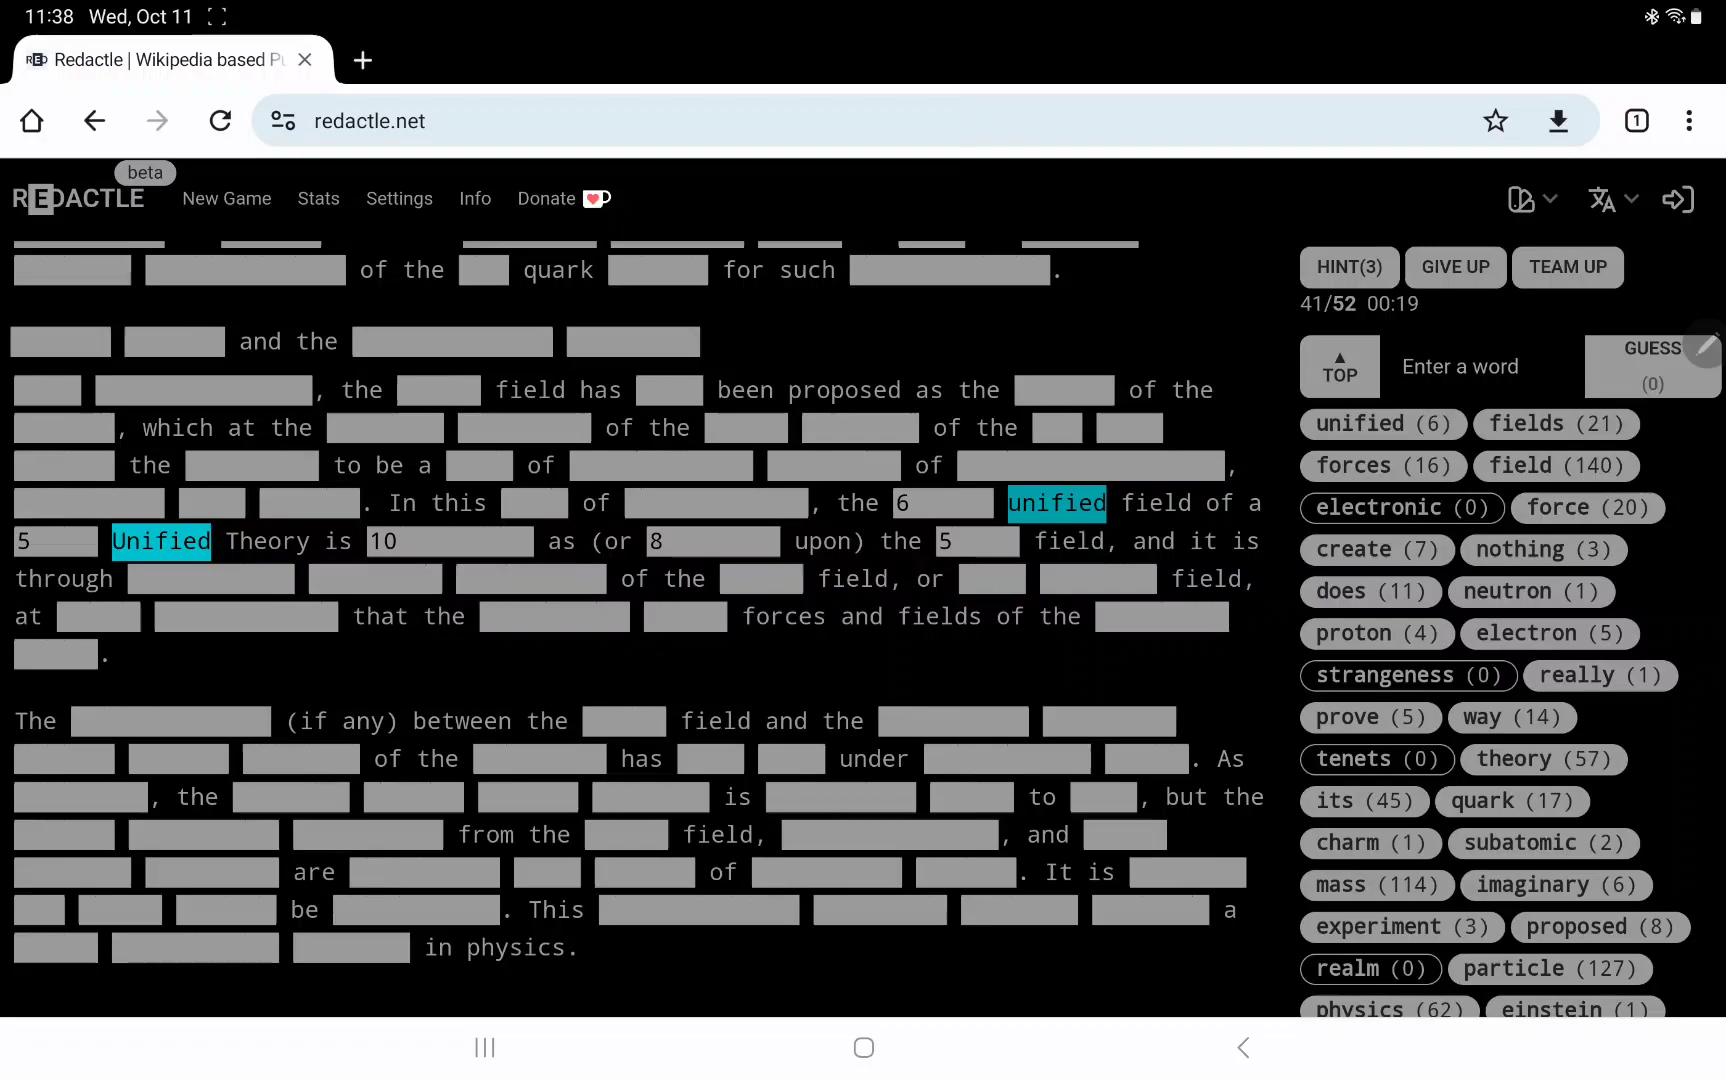 11:38 Wed, Oct 11
RED Redactle | Wikipedia based Pu
redactle.net
1
beta
REDACTLE New Game Stats Settings Info Donate
of the quark for such .
and the
, the field has been proposed as the of the
, which at the of the of the
the to be a of of ,
. In this of , the 6 unified field of a
5 Unified Theory is 10 as (or 8 upon) the 5 field, and it is
through of the field, or field,
at that the forces and fields of the
.
The (if any) between the field and the
of the has under . As
, the is to , but the
from the field, , and
are of . It is
be . This a
in physics.
HINT(3) GIVE UP TEAM UP
41/52 00:19
▲
TOP
Enter a word
GUESS
(0)
unified (6) fields (21)
forces (16) field (140)
electronic (0) force (20)
create (7) nothing (3)
does (11) neutron (1)
proton (4) electron (5)
strangeness (0) really (1)
prove (5) way (14)
tenets (0) theory (57)
its (45) quark (17)
charm (1) subatomic (2)
mass (114) imaginary (6)
experiment (3) proposed (8)
realm (0) particle (127)
physics (62) einstein (1)